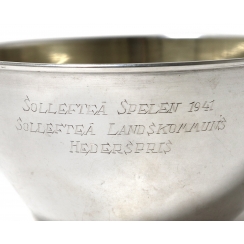 SOLLEFTEÅ SPELEN 1941
SOLLEFTEÅ LANDSKOMMUNS
HEDERSPRIS